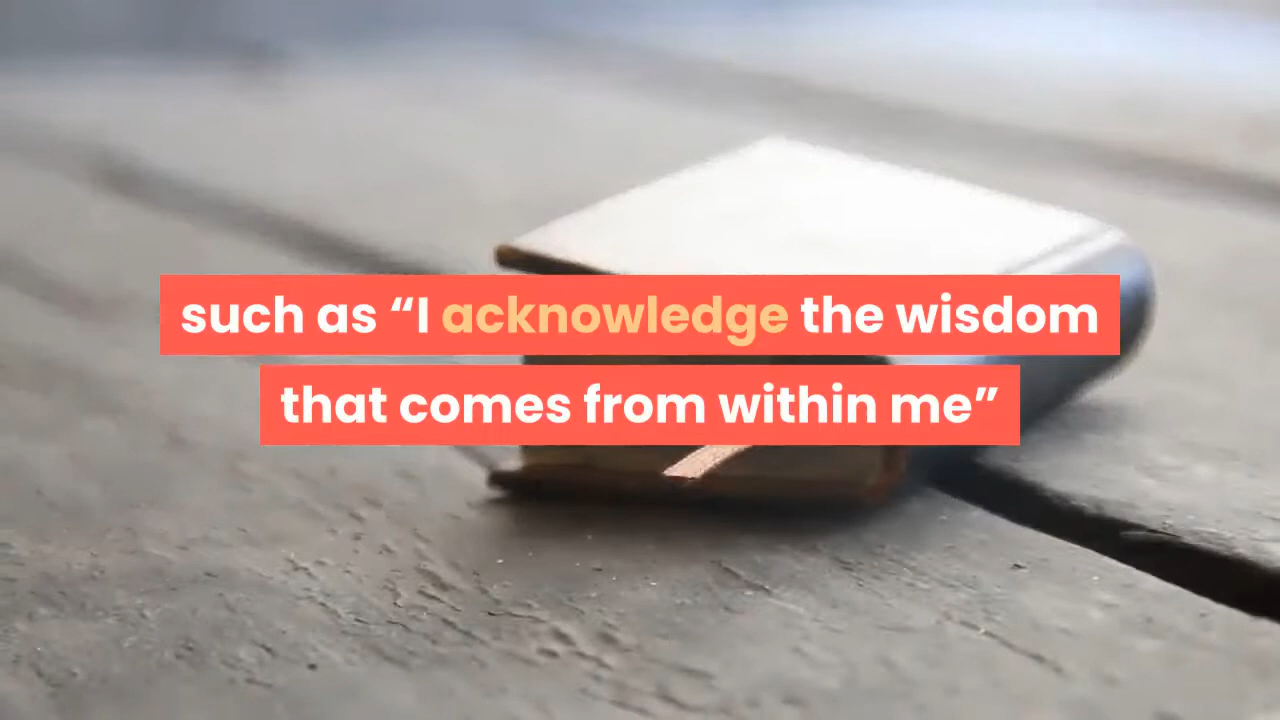 such as “I acknowledge the wisdom
that comes from within me”